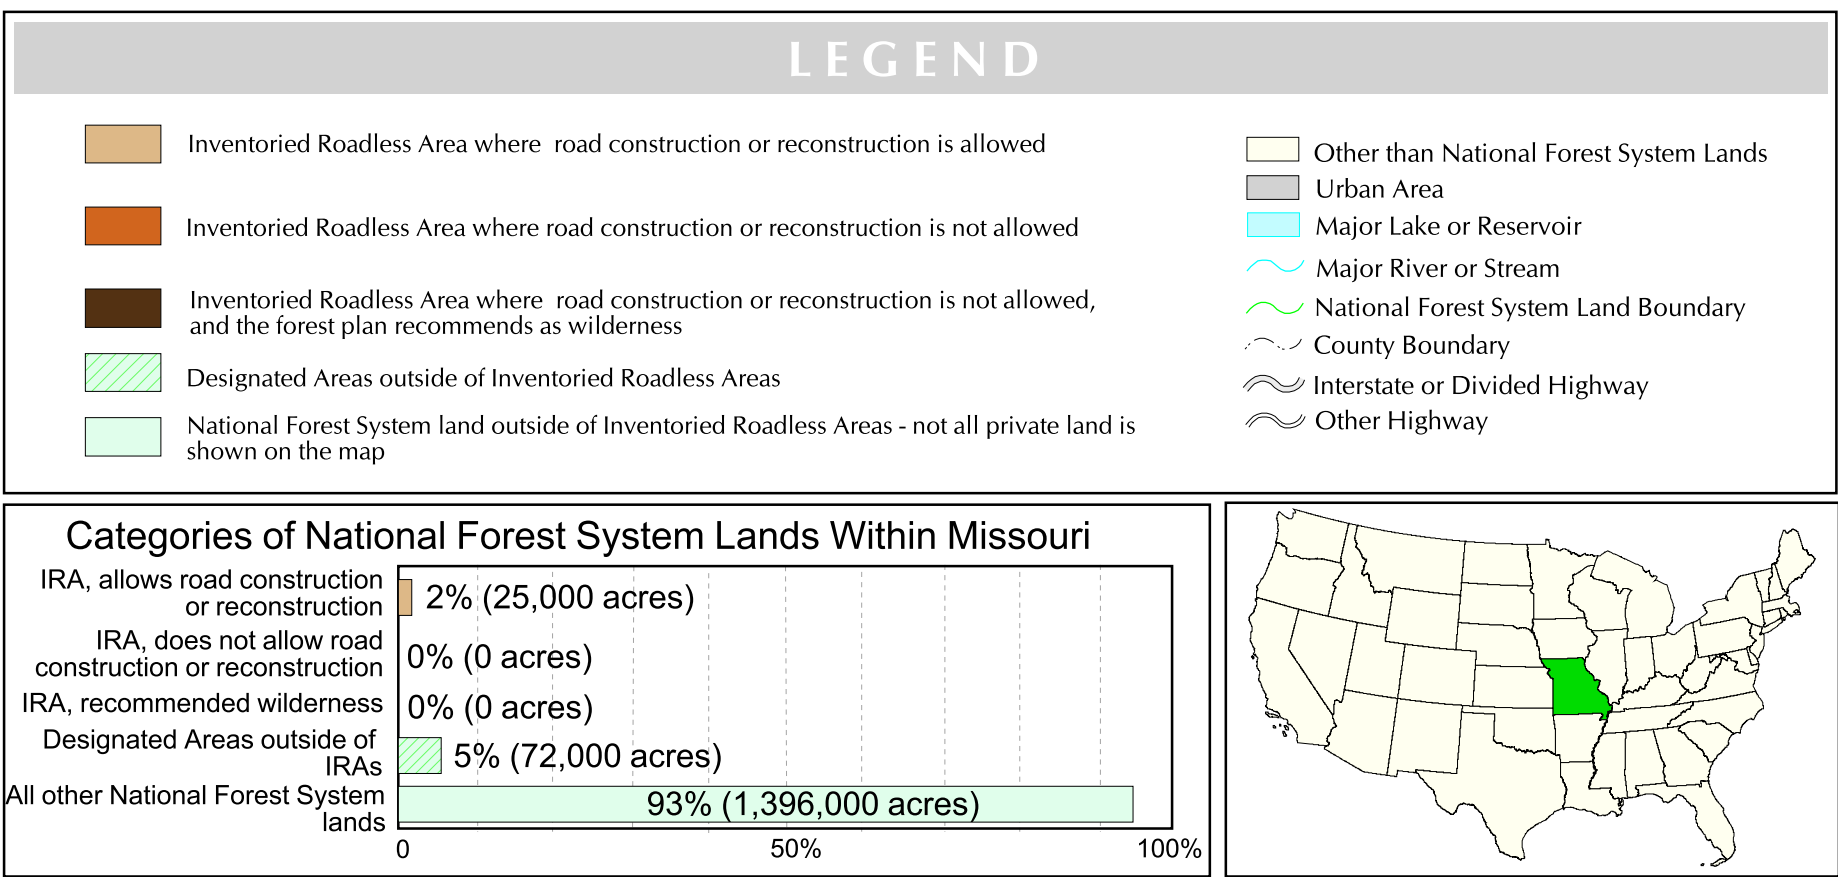 LEGEND
Inventoried Roadless Area where road construction or reconstruction is allowed
Inventoried Roadless Area where road construction or reconstruction is not allowed
Inventoried Roadless Area where road construction or reconstruction is not allowed,
and the forest plan recommends as wilderness
Designated Areas outside of Inventoried Roadless Areas
National Forest System land outside of Inventoried Roadless Areas - not all private land is
shown on the map
Other than National Forest System Lands
Urban Area
Major Lake or Reservoir
Major River or Stream
National Forest System Land Boundary
County Boundary
Interstate or Divided Highway
Other Highway
Categories of National Forest System Lands Within Missouri
IRA, allows road construction
or reconstruction
2% (25,000 acres)
IRA, does not allow road
construction or reconstruction
0% (0 acres)
IRA, recommended wilderness
0% (0 acres)
Designated Areas outside of
IRAs
5% (72,000 acres)
All other National Forest System
lands
93% (1,396,000 acres)
0 50% 100%